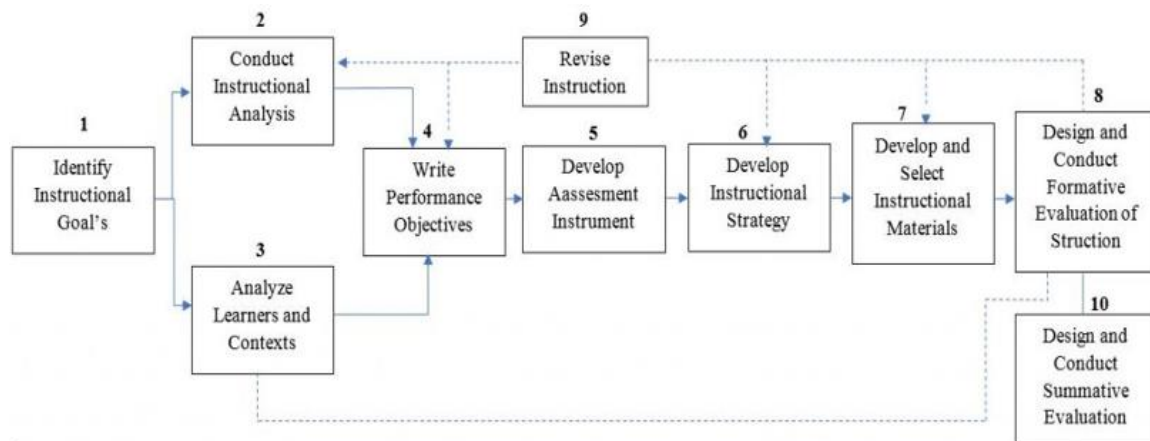 1
Identify
Instructional
Goal's
2
Conduct
Instructional
Analysis
3
Analyze
Learners and
Contexts
4
Write
Performance
Objectives
5
Develop
Aassesment
Instrument
6
Develop
Instructional
Strategy
7
Develop and
Select
Instructional
Materials
8
Design and
Conduct
Formative
Evaluation of
Struction
9
Revise
Instruction
10
Design and
Conduct
Summative
Evaluation